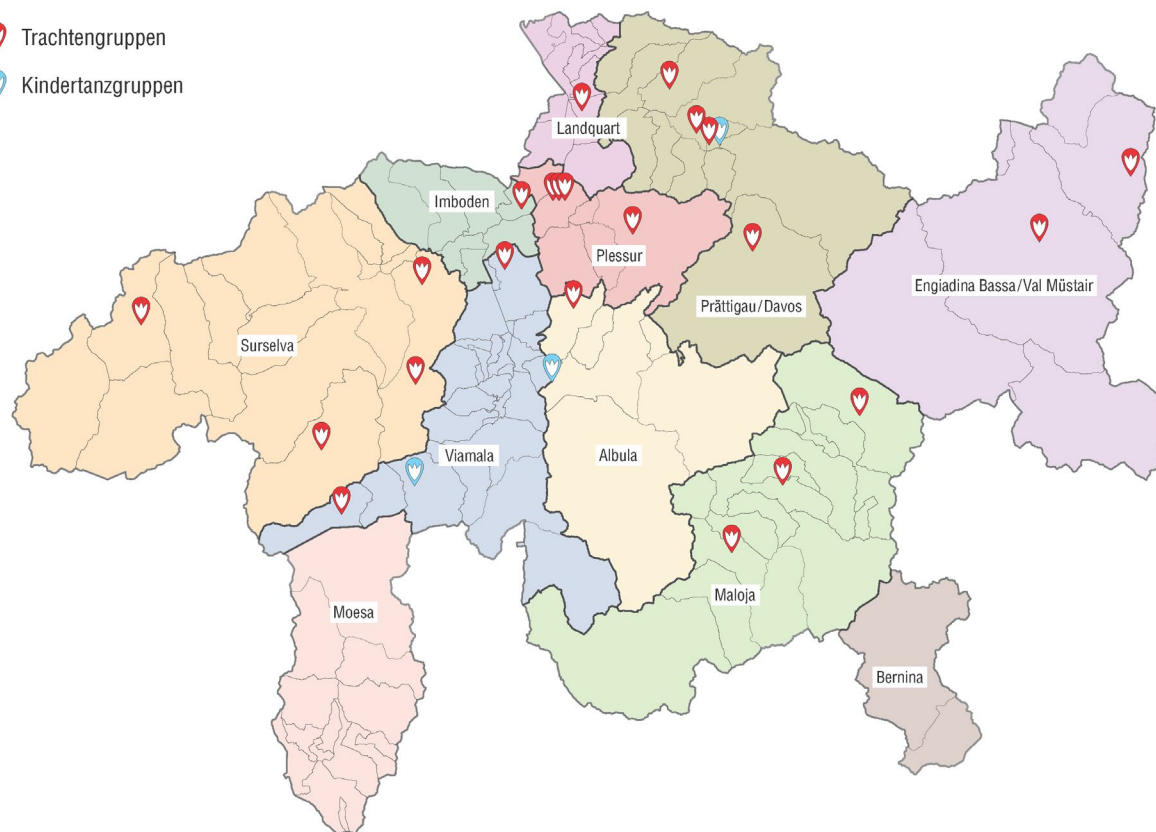 Trachtengruppen
Kindertanzgruppen
Landquart
Imboden
Plessur
Engiadina Bassa/Val Müstair
Prättigau/Davos
Surselva
Viamala
Albula
Maloja
Moesa
Bernina